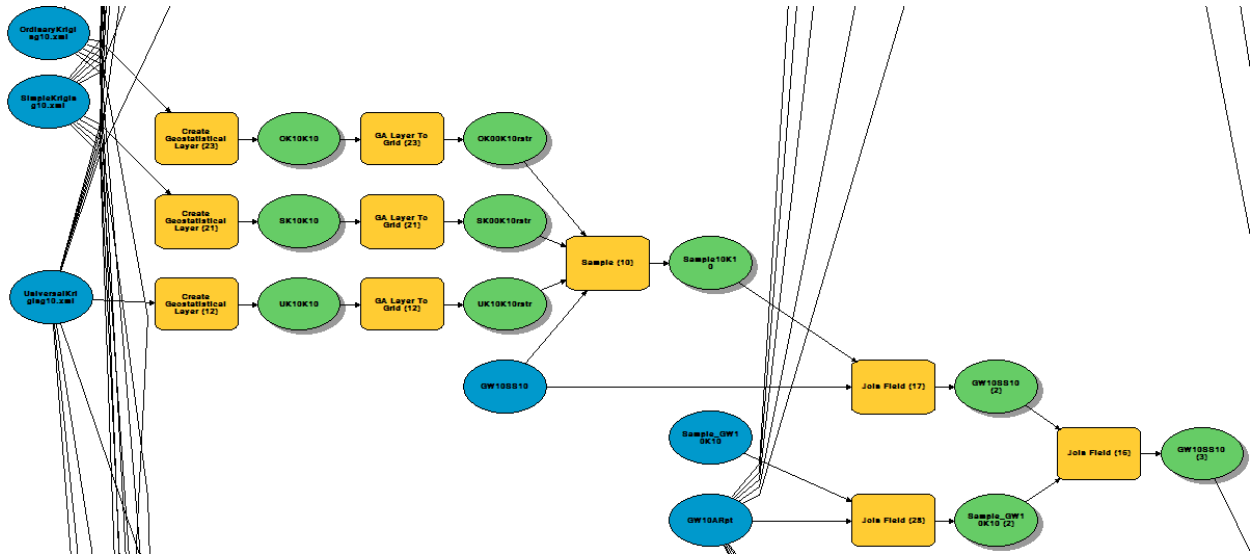 OrdinaryKrigi
ng10.xml
SimpleKrigin
g10.xml
Create
Geostatistical
Layer (23)
OK10K10
GA Layer To
Grid (23)
OK00K10rstr
Create
Geostatistical
Layer (21)
SK10K10
GA Layer To
Grid (21)
SK00K10rstr
Sample (10)
Sample10K1
0
UniversalKri
ging10.xml
Create
Geostatistical
Layer (12)
UK10K10
GA Layer To
Grid (12)
UK10K10rstr
GW10SS10
Join Field (17)
GW10SS10
(2)
Sample_GW1
0K10
Join Field (16)
GW10SS10
(3)
GW10ARpt
Join Field (28)
Sample_GW1
0K10 (2)